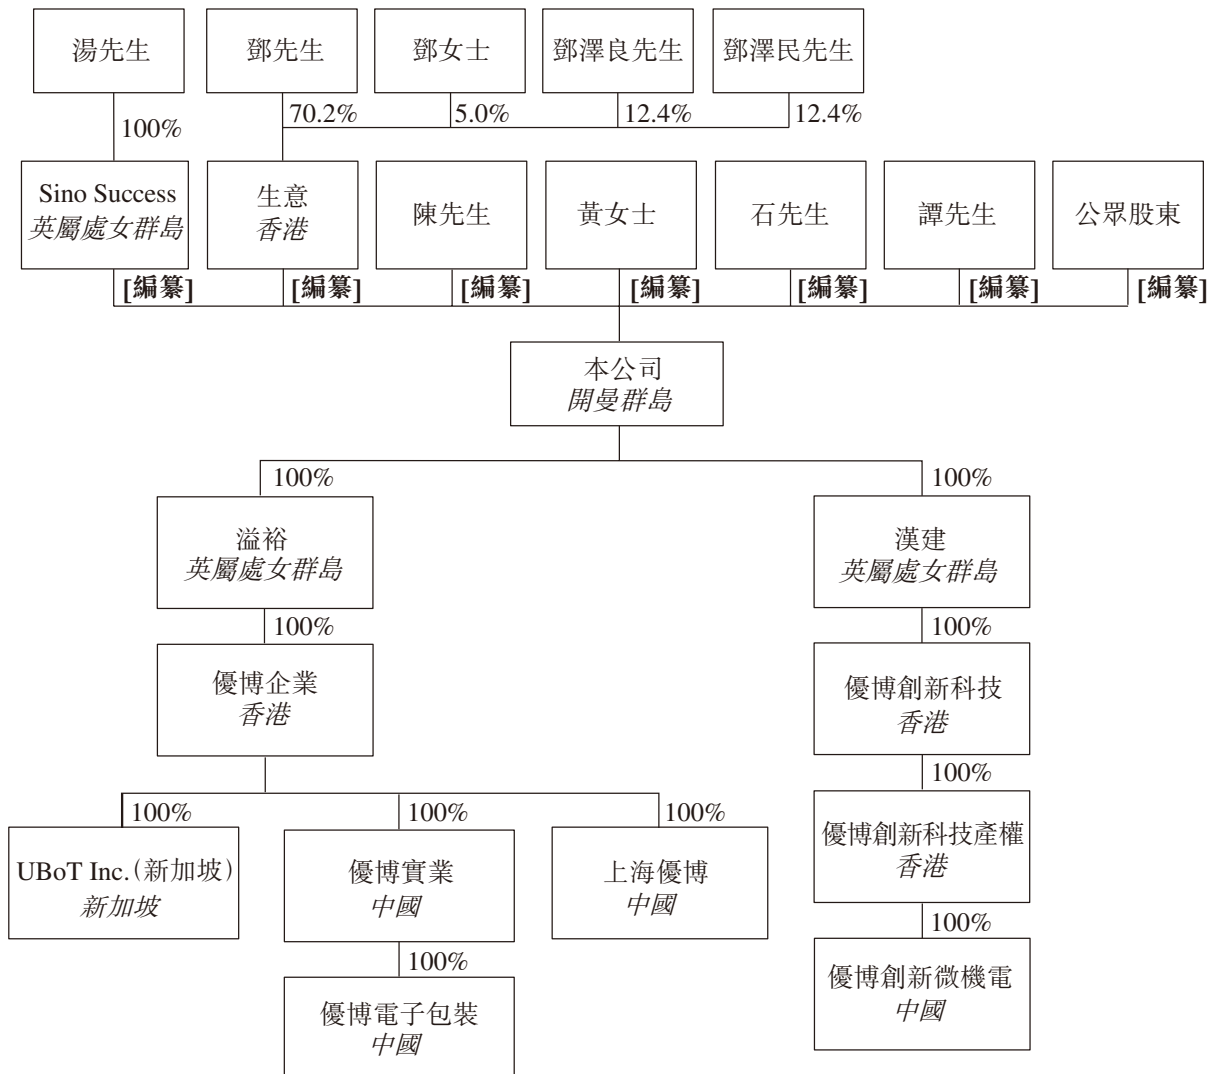 湯先生
鄧先生
鄧女士
鄧澤良先生
鄧澤民先生
100%
70.2%
5.0%
12.4%
12.4%
Sino Success
英屬處女群島
生意
香港
陳先生
黃女士
石先生
譚先生
公眾股東
[編纂]
[編纂]
[編纂]
[編纂]
[編纂]
[編纂]
[編纂]
本公司
開曼群島
100%
100%
溢裕
英屬處女群島
漢建
英屬處女群島
100%
100%
優博企業
香港
優博創新科技
香港
100%
100%
100%
100%
UBoT Inc.(新加坡)
新加坡
優博實業
中國
上海優博
中國
優博創新科技產權
香港
100%
100%
優博電子包裝
中國
優博創新微機電
中國